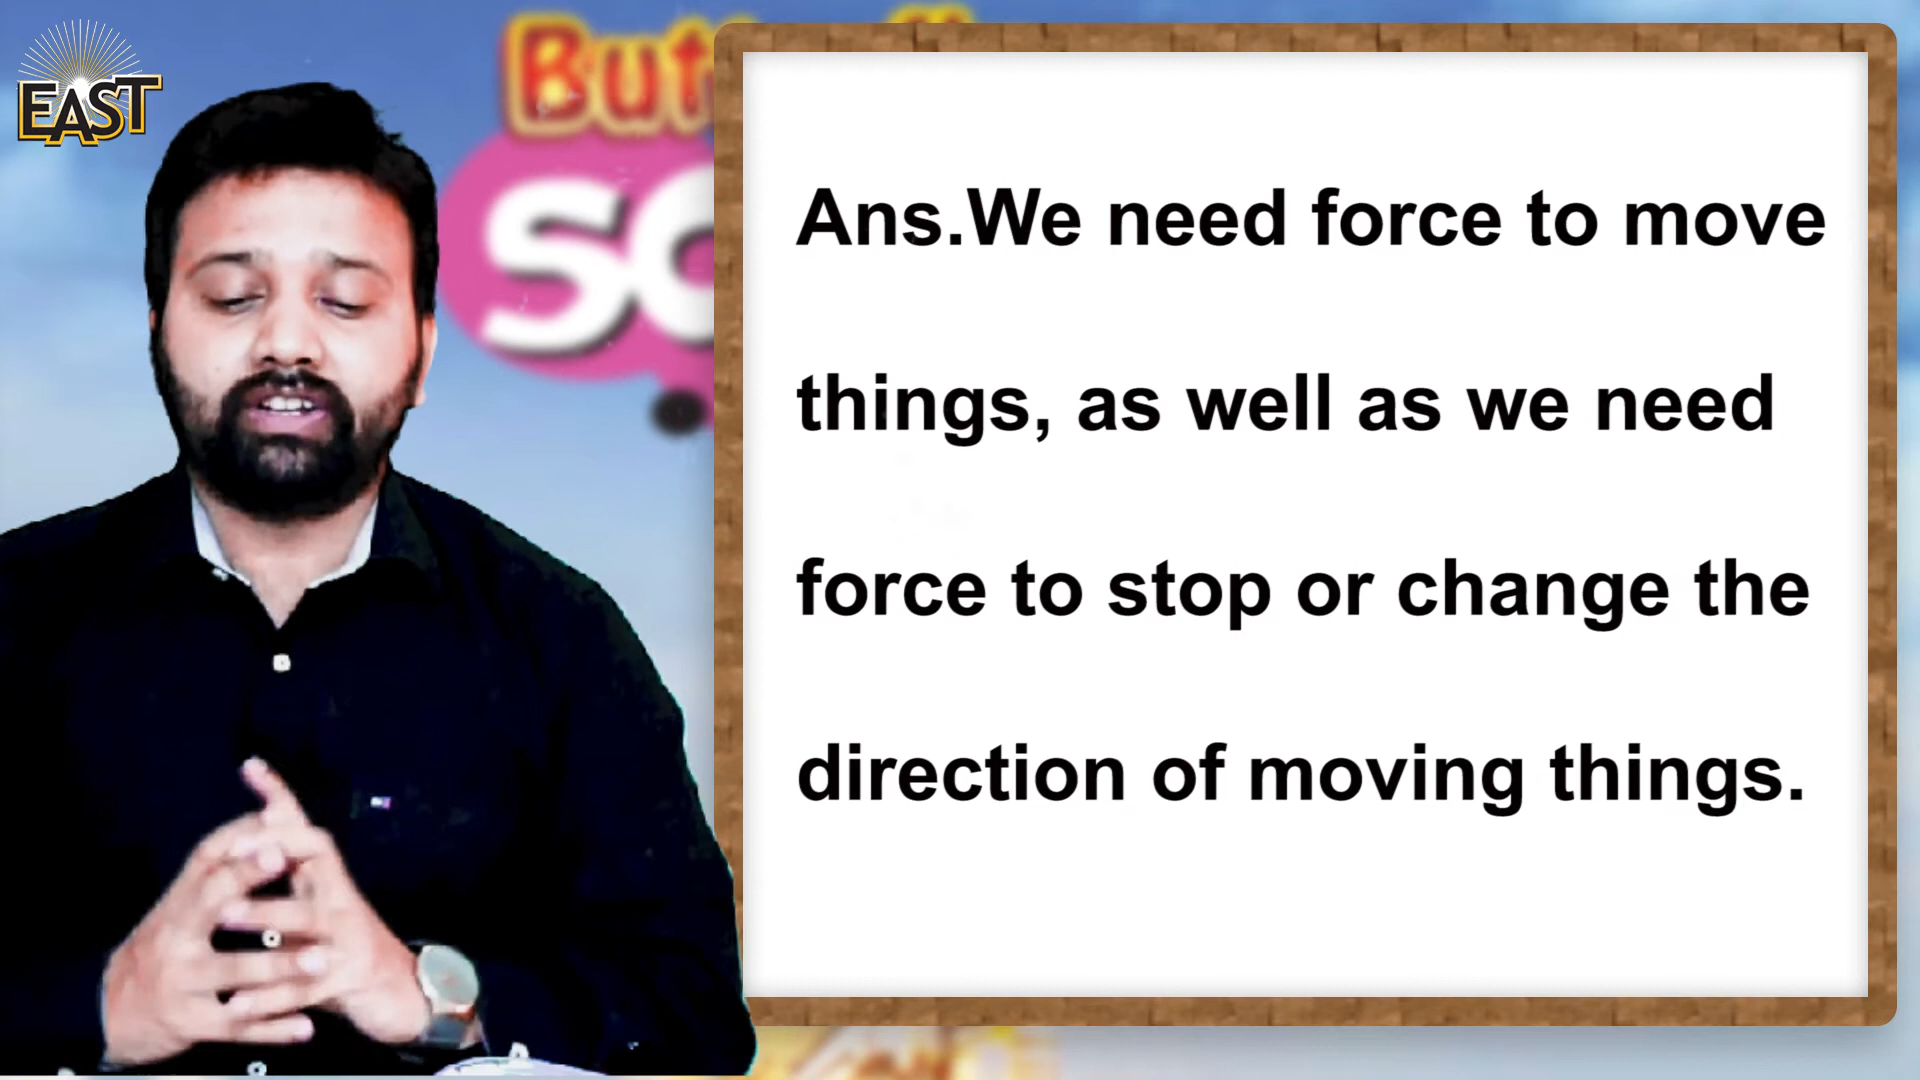 EAST
Ans.We need force to move
things, as well as we need
force to stop or change the
direction of moving things.